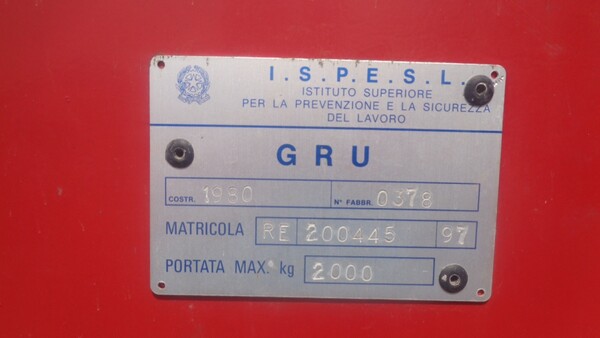 I.S.P.E.S.L.
ISTITUTO SUPERIORE
PER LA PREVENZIONE E LA SICUREZZA
DEL LAVORO
GRU
COSTR. 1980 N° FABBR. 0378
MATRICOLA RE 200445 97
PORTATA MAX. kg 2000